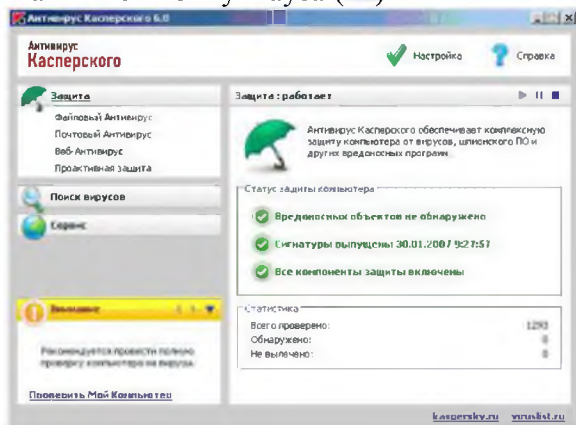 Антивирус Касперского 6.0
Антивирус
Касперского
Настройка
Справка
Защита
Файловый Антивирус
Почтовый Антивирус
Веб-Антивирус
Проактивная защита
Поиск вирусов
Сервис
Внимание
Рекомендуется провести полную
проверку компьютера на вирусы.
Проверить Мой Компьютер
Защита : работает
Антивирус Касперского обеспечивает комплексную
защиту компьютера от вирусов, шпионского ПО и
других вредоносных программ.
Статус защиты компьютера
Вредоносных объектов не обнаружено
Сигнатуры выпущены 30.01.2007 9:27:57
Все компоненты защиты включены
Статистика
Всего проверено: 1293
Обнаружено: 0
Не вылечено: 0
kaspersky.ru viruslist.ru